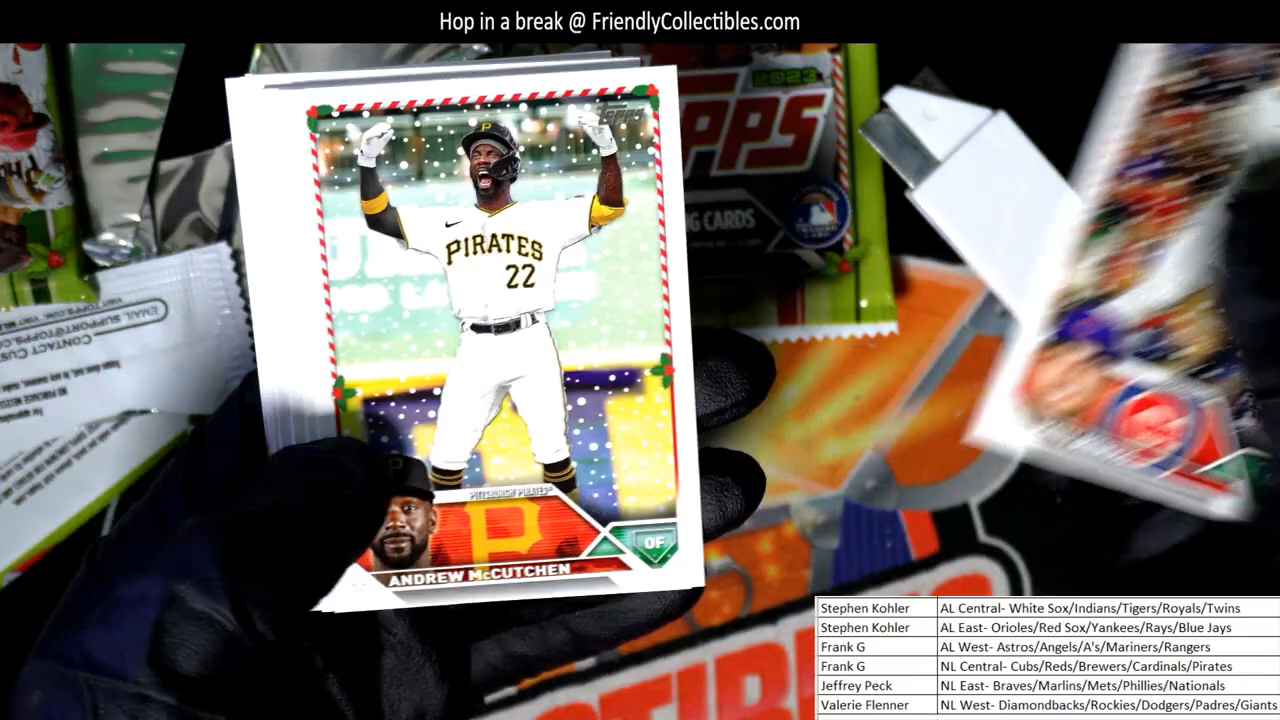 Hop in a break @ FriendlyCollectibles.com
2023
TOPPS
PIRATES
22
P
PITTSBURGH PIRATES
P
OF
ANDREW McCUTCHEN
CONTACT
EMAIL SUPPORT@TOPPS.COM
Stephen Kohler AL Central- White Sox/Indians/Tigers/Royals/Twins
Stephen Kohler AL East- Orioles/Red Sox/Yankees/Rays/Blue Jays
Frank G AL West- Astros/Angels/A's/Mariners/Rangers
Frank G NL Central- Cubs/Reds/Brewers/Cardinals/Pirates
Jeffrey Peck NL East- Braves/Marlins/Mets/Phillies/Nationals
Valerie Flenner NL West- Diamondbacks/Rockies/Dodgers/Padres/Giants